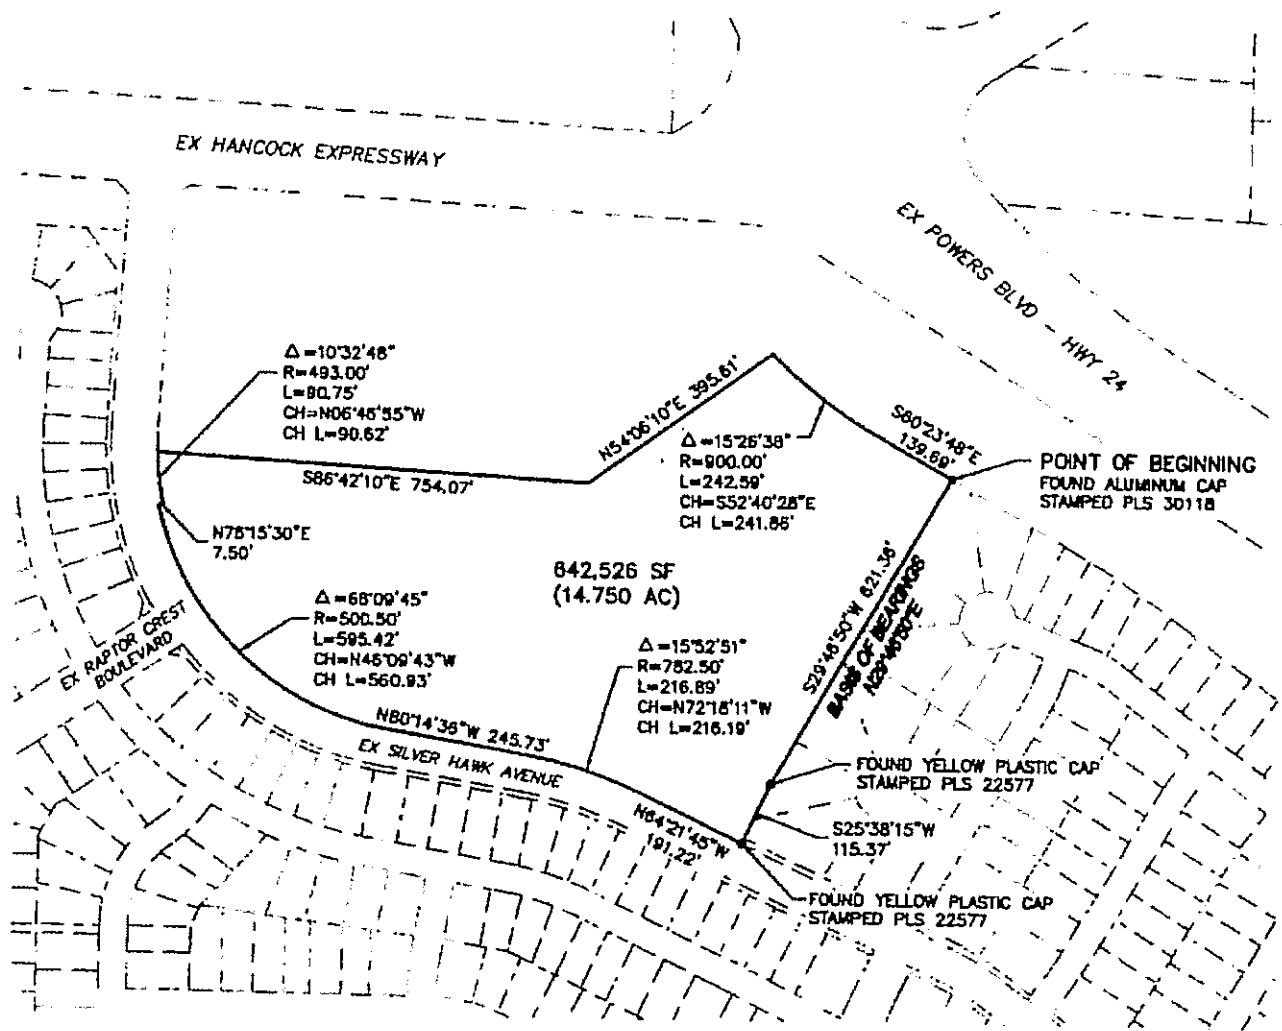 EX HANCOCK EXPRESSWAY
EX POWERS BLVD - HWY 24
Δ=10°32'48"
R=493.00'
L=90.75'
CH=N06°46'55"W
CH L=90.62'
S86°42'10"E 754.07'
N54°06'10"E 395.61'
Δ=15°26'38"
R=900.00'
L=242.59'
CH=S52°40'28"E
CH L=241.86'
S60°23'48"E
139.69'
POINT OF BEGINNING
FOUND ALUMINUM CAP
STAMPED PLS 30118
N78°15'30"E
7.50'
642,526 SF
(14.750 AC)
Δ=68°09'45"
R=500.50'
L=595.42'
CH=N46°09'43"W
CH L=560.93'
Δ=15°52'51"
R=782.50'
L=216.89'
CH=N72°18'11"W
CH L=216.19'
S29°46'50"W 621.36'
BASIS OF BEARINGS
N29°46'50"E
EX RAPTOR CREST
BOULEVARD
N80°14'36"W 245.73'
EX SILVER HAWK AVENUE
N64°21'45"W
191.22'
FOUND YELLOW PLASTIC CAP
STAMPED PLS 22577
S25°38'15"W
115.37'
FOUND YELLOW PLASTIC CAP
STAMPED PLS 22577